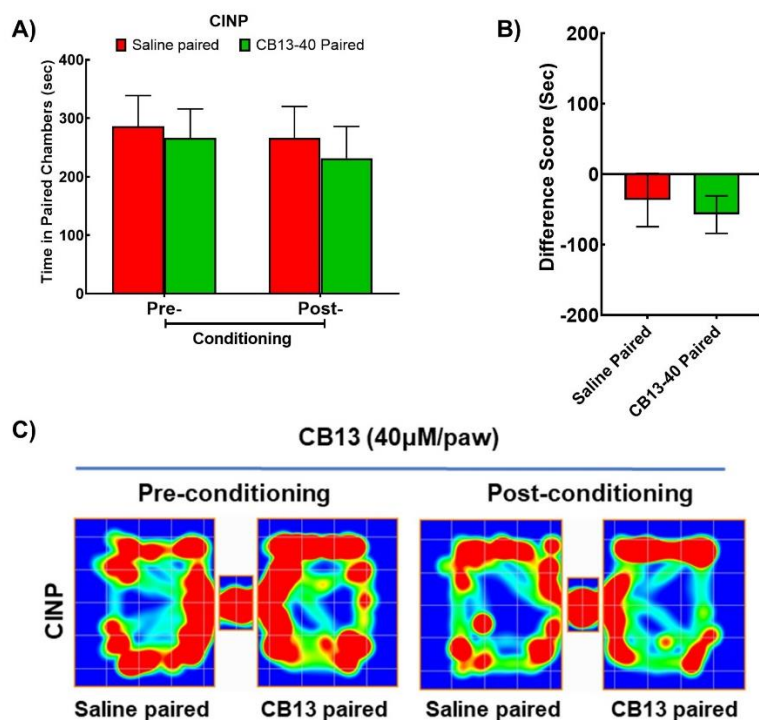 A)
CINP
Saline paired CB13-40 Paired
Time in Paired Chambers (sec)
400
300
200
100
0
Pre- Post-
Conditioning
B)
Difference Score (Sec)
200
100
0
-100
-200
Saline Paired
CB13-40 Paired
C)
CB13 (40µM/paw)
Pre-conditioning Post-conditioning
CINP
Saline paired CB13 paired Saline paired CB13 paired